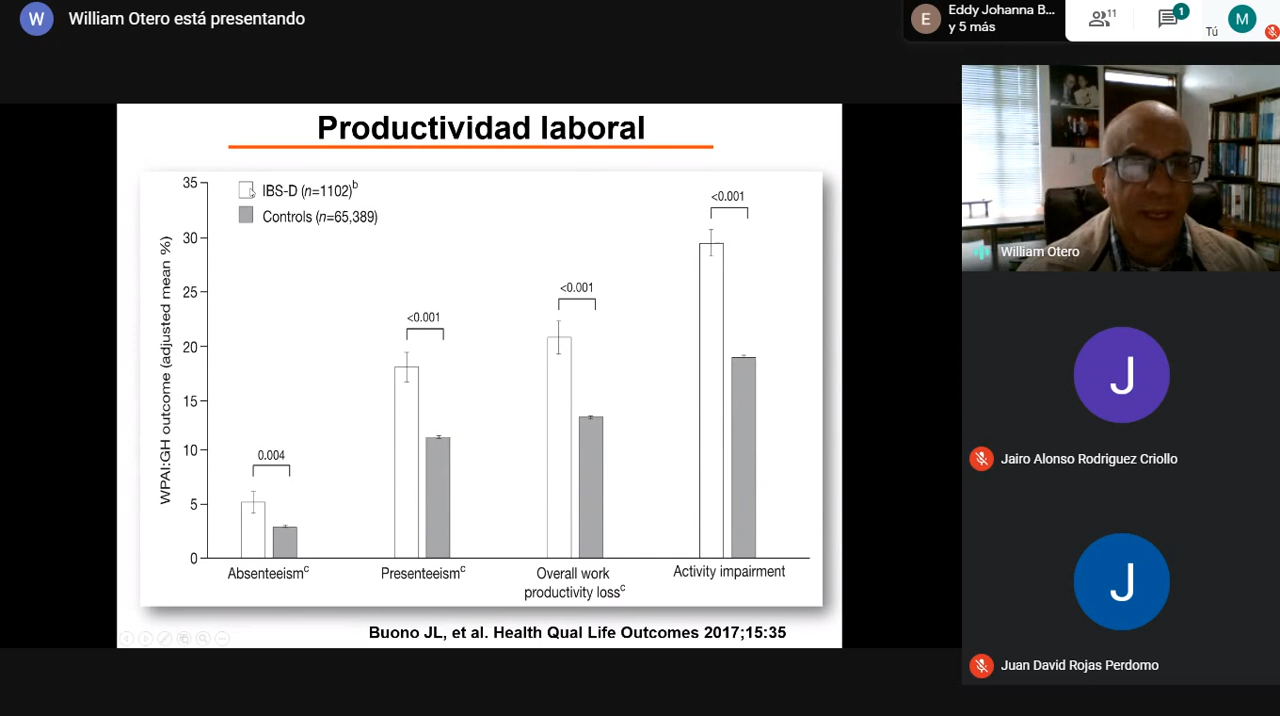 W
William Otero está presentando
E
Eddy Johanna B...
y 5 más
11
1
Tú
M
Productividad laboral
WPAI:GH outcome (adjusted mean %)
35
30
25
20
15
10
5
0
IBS-D (n=1102)b
Controls (n=65,389)
0.004
<0.001
<0.001
<0.001
Absenteeismc
Presenteeismc
Overall work
productivity lossc
Activity impairment
Buono JL, et al. Health Qual Life Outcomes 2017;15:35
William Otero
J
Jairo Alonso Rodriguez Criollo
J
Juan David Rojas Perdomo